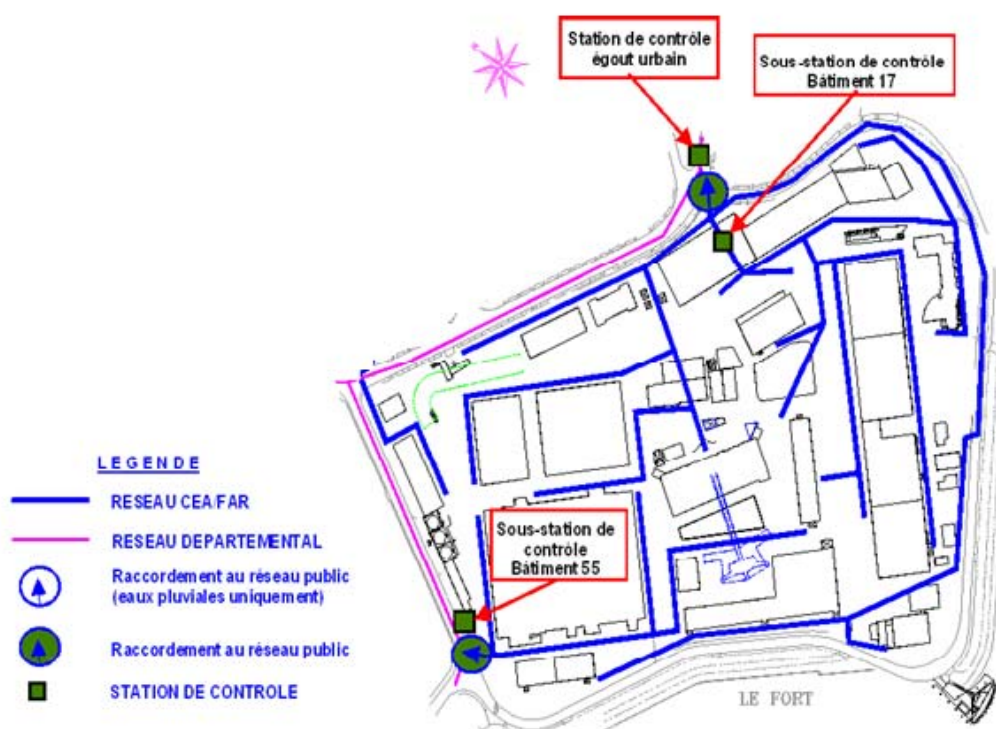 Station de contrôle
égout urbain
Sous-station de contrôle
Bâtiment 17
LEGENDE
RESEAU CEA/FAR
RESEAU DEPARTEMENTAL
Raccordement au réseau public
(eaux pluviales uniquement)
Raccordement au réseau public
STATION DE CONTROLE
Sous-station de
contrôle
Bâtiment 55
LE FORT